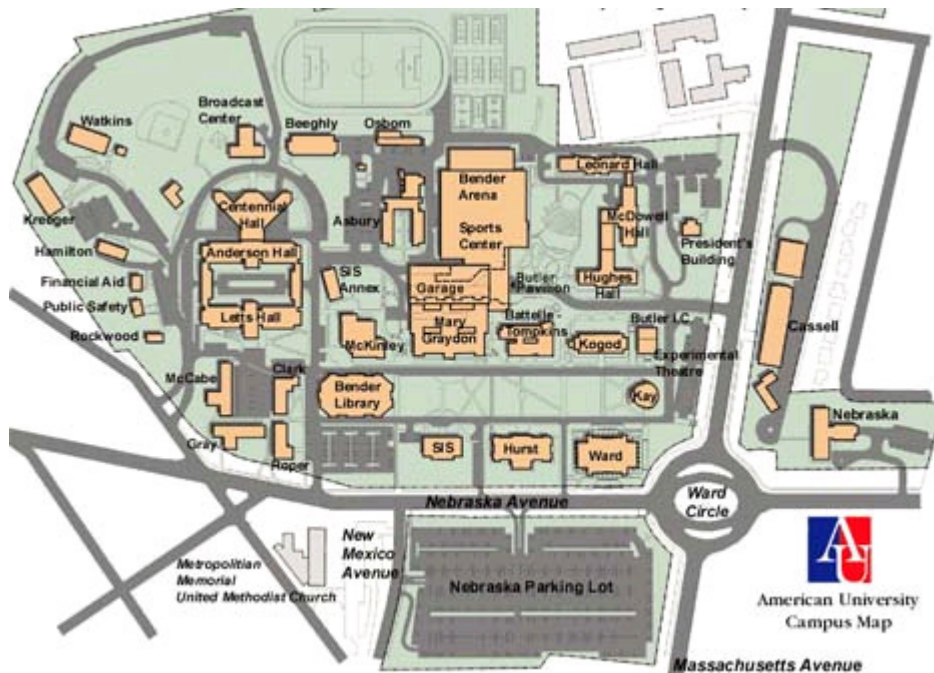 Watkins
Broadcast
Center
Beeghly
Osborn
Leonard Hall
Bender
Arena
Kreeger
Centennial
Hall
Asbury
McDowell
Hall
Sports
Center
President's
Building
Hamilton
Anderson Hall
SIS
Annex
Financial Aid
Garage
Butler
Pavilion
Hughes
Hall
Public Safety
Letts Hall
Mary
Graydon
Battelle -
Tompkins
Butler I.C.
Cassell
Rockwood
McKinley
Kogod
Experimental
Theatre
McCabe
Clark
Bender
Library
Kay
Nebraska
Gray
Roper
SIS
Hurst
Ward
Nebraska Avenue
Ward
Circle
New
Mexico
Avenue
Metropolitian
Memorial
United Methodist Church
Nebraska Parking Lot
AU
American University
Campus Map
Massachusetts Avenue